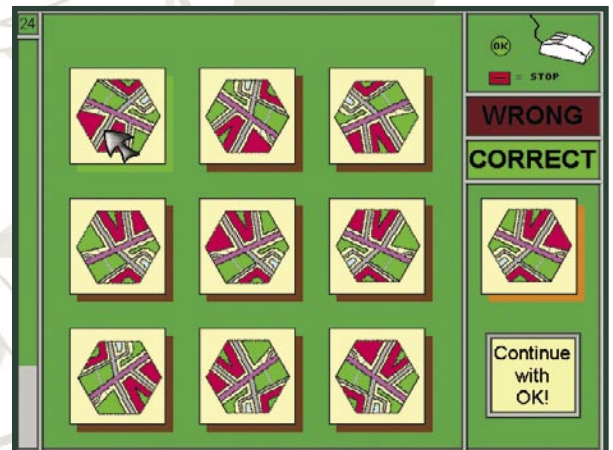 24
OK
= STOP
WRONG
CORRECT
Continue
with
OK!